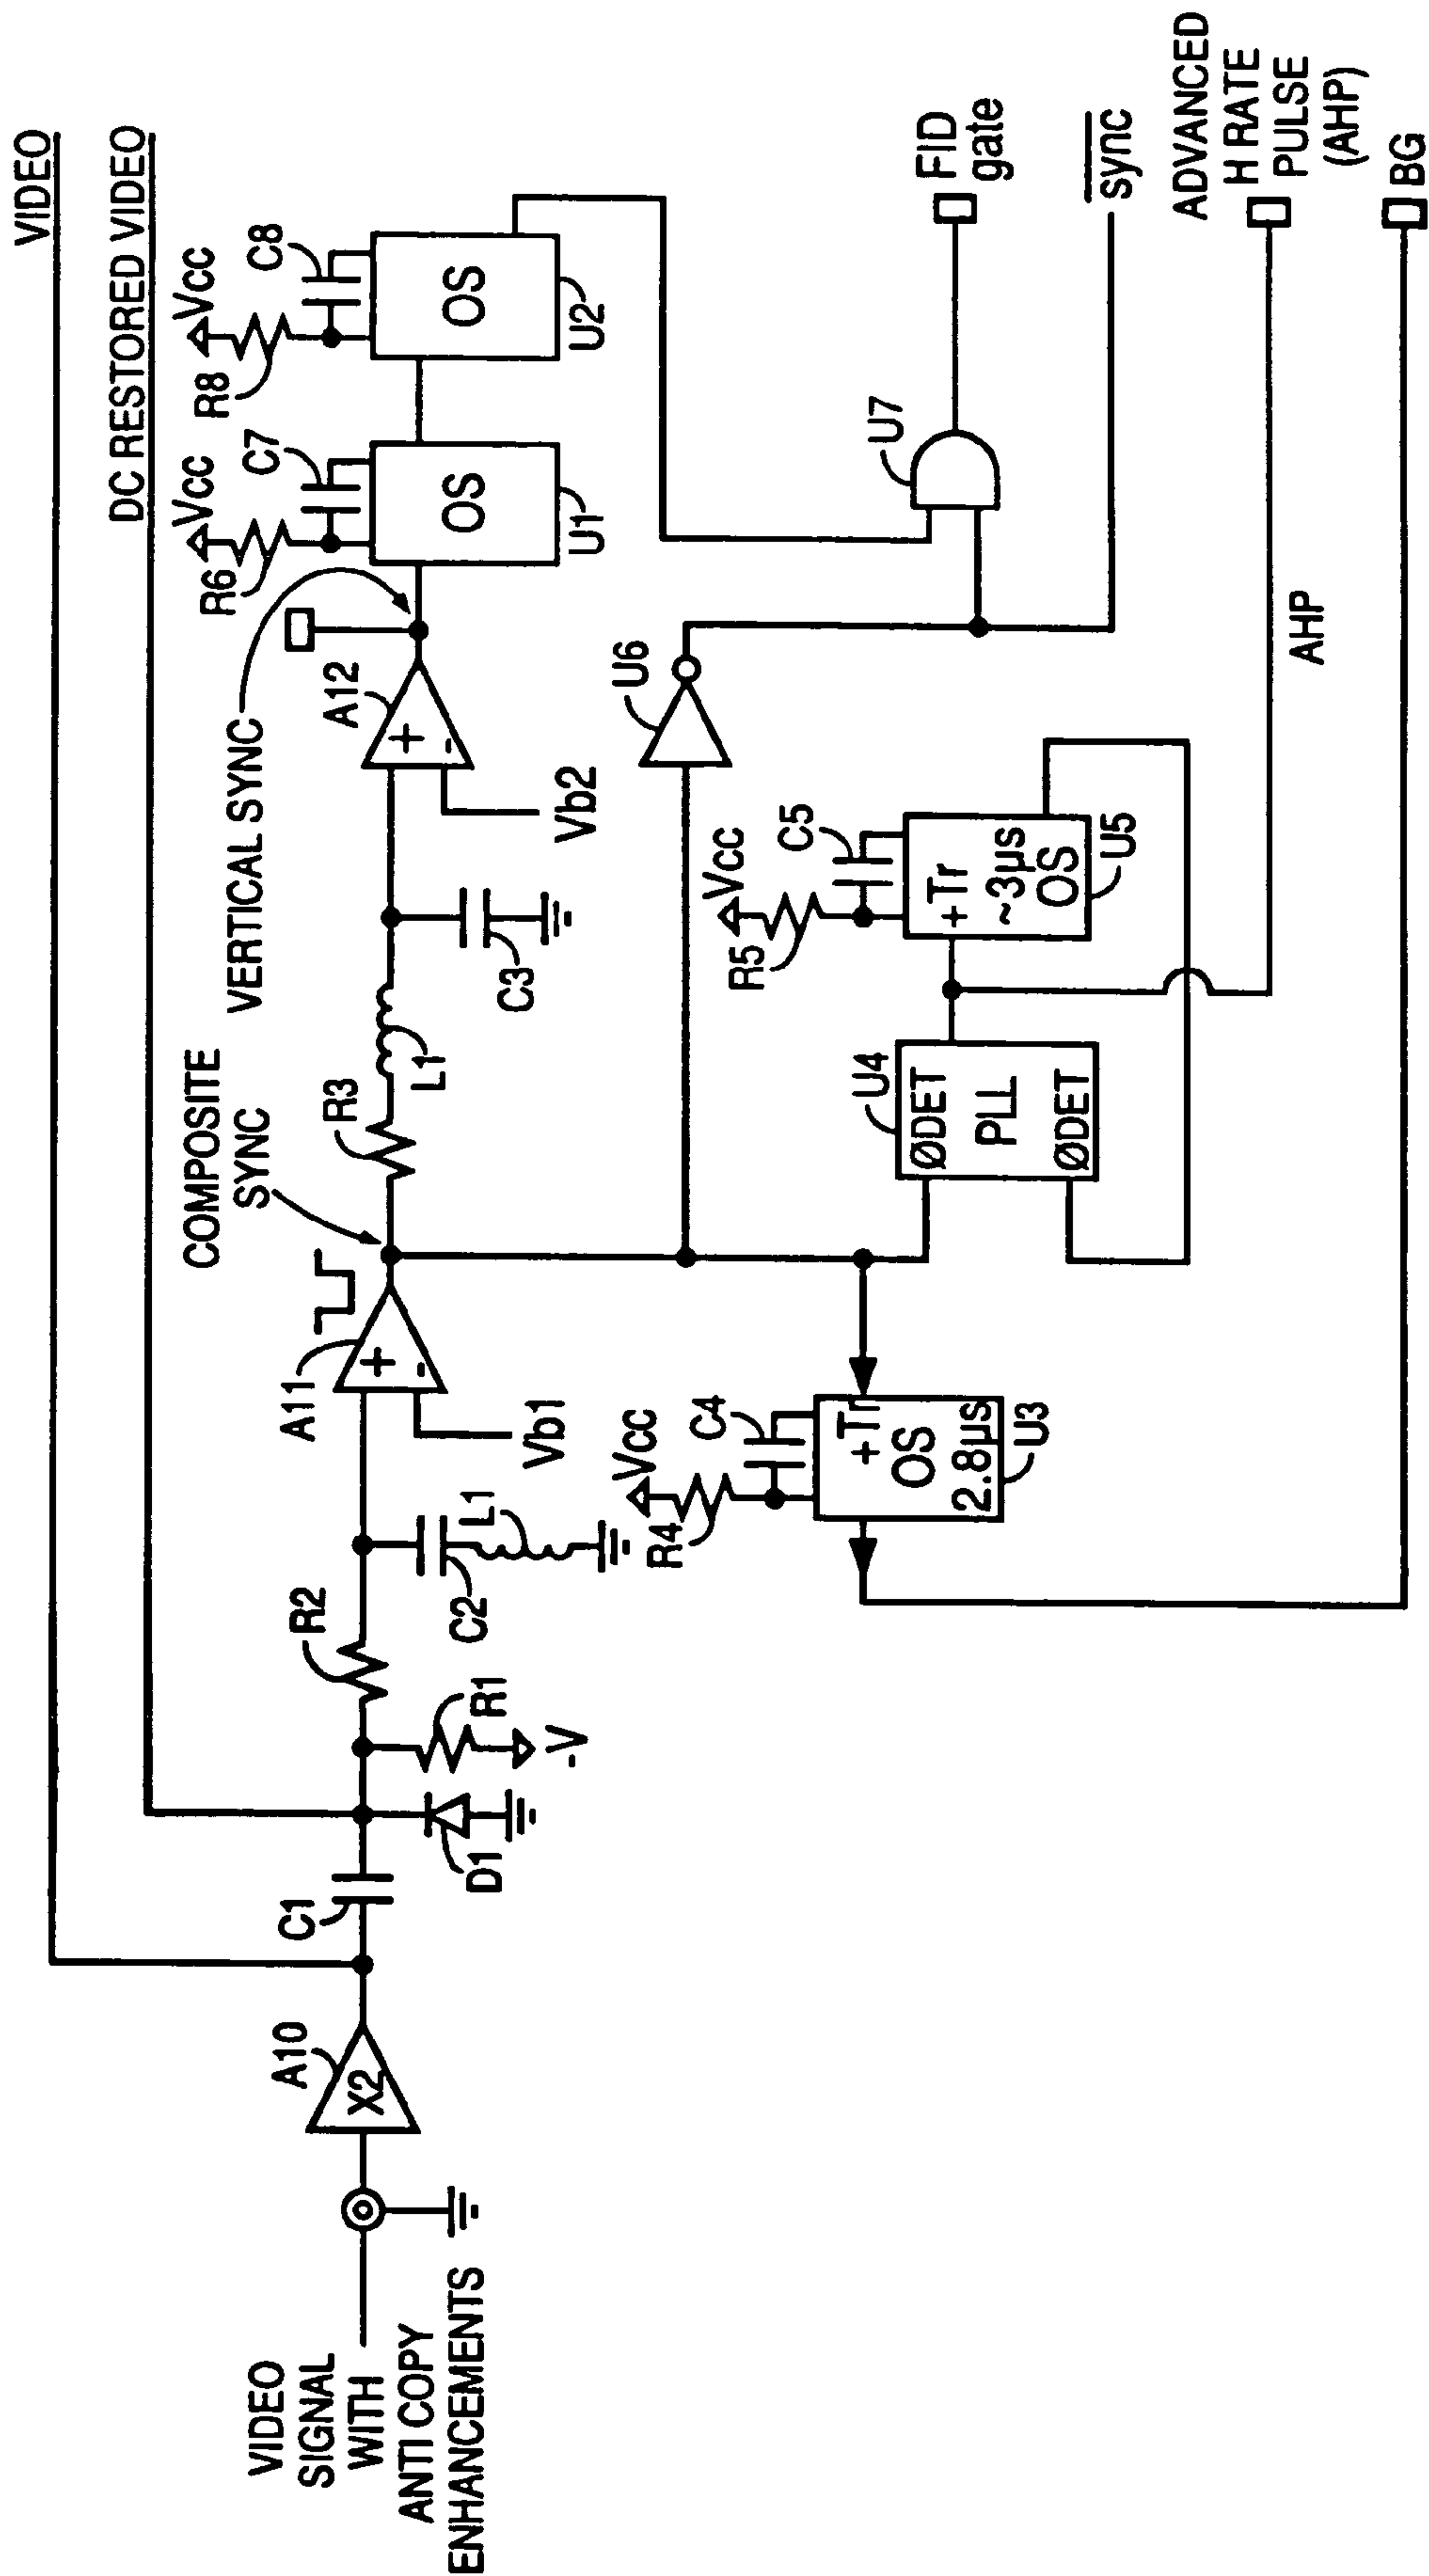 VIDEO
DC RESTORED VIDEO
VIDEO
SIGNAL
WITH
ANTI COPY
ENHANCEMENTS
A10
X2
C1
D1
R1
-V
R2
C2
L1
A11
+
-
Vb1
COMPOSITE
SYNC
R3
L1
C3
VERTICAL SYNC
A12
+
-
Vb2
R6
Vcc
C7
OS
U1
R8
Vcc
C8
OS
U2
U6
U7
FID
gate
sync
R4
Vcc
C4
+Tr
OS
2.8µs
U3
U4
ØDET
PLL
ØDET
R5
Vcc
C5
+Tr
~3µs
OS
U5
AHP
ADVANCED
H RATE
PULSE
(AHP)
BG